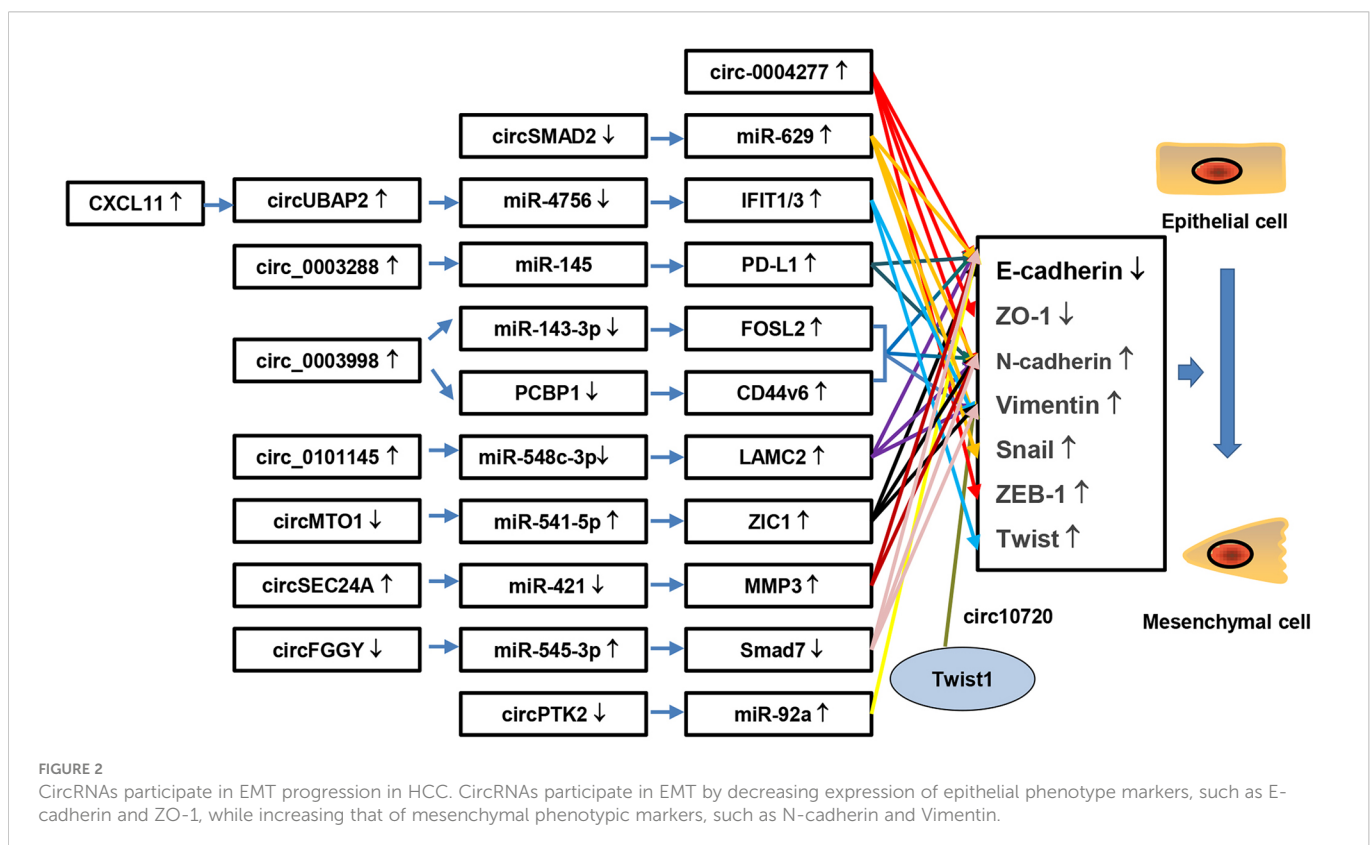 circ-0004277 ↑
circSMAD2 ↓ miR-629 ↑
CXCL11 ↑ circUBAP2 ↑ miR-4756 ↓ IFIT1/3 ↑
circ_0003288 ↑ miR-145 PD-L1 ↑
circ_0003998 ↑
miR-143-3p ↓ FOSL2 ↑
PCBP1 ↓ CD44v6 ↑
circ_0101145 ↑ miR-548c-3p↓ LAMC2 ↑
circMTO1 ↓ miR-541-5p ↑ ZIC1 ↑
circSEC24A ↑ miR-421 ↓ MMP3 ↑
circFGGY ↓ miR-545-3p ↑ Smad7 ↓
circPTK2 ↓ miR-92a ↑
E-cadherin ↓
ZO-1 ↓
N-cadherin ↑
Vimentin ↑
Snail ↑
ZEB-1 ↑
Twist ↑
circ10720
Twist1
Epithelial cell
Mesenchymal cell
FIGURE 2
CircRNAs participate in EMT progression in HCC. CircRNAs participate in EMT by decreasing expression of epithelial phenotype markers, such as E-
cadherin and ZO-1, while increasing that of mesenchymal phenotypic markers, such as N-cadherin and Vimentin.